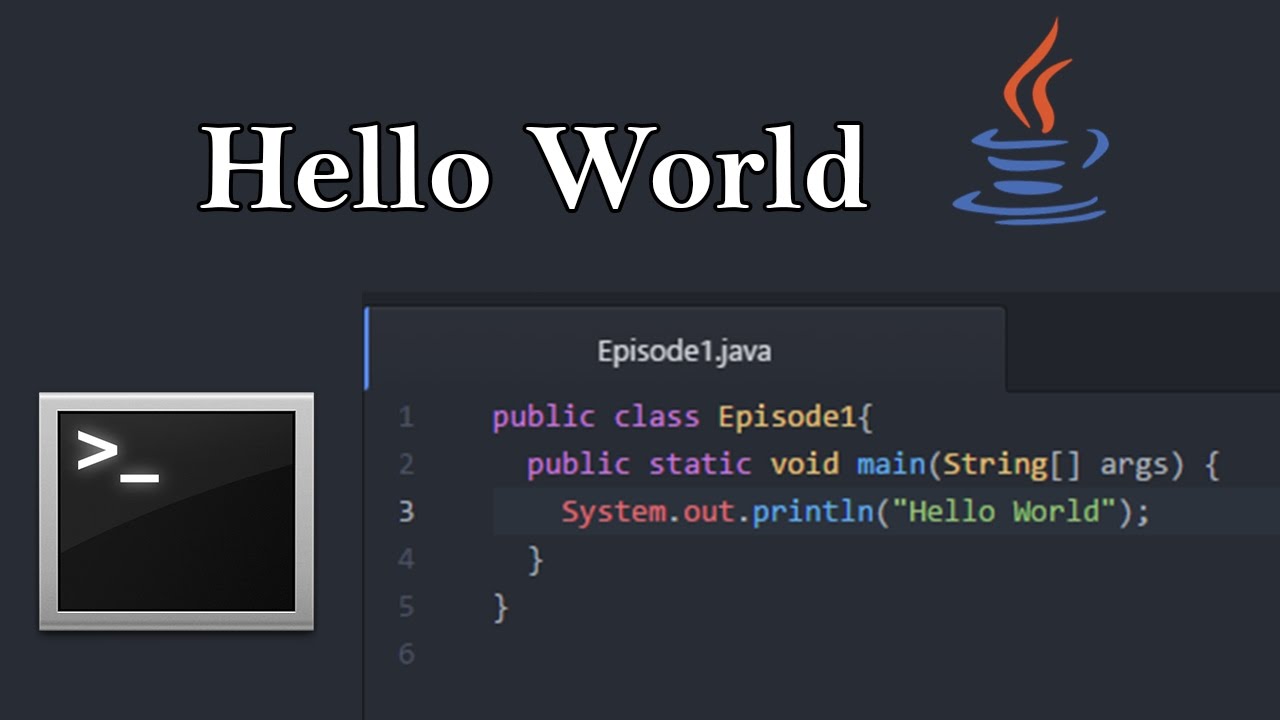 Hello World
>_
Episode1.java
1 public class Episode1{
2 public static void main(String[] args) {
3 System.out.println("Hello World");
4 }
5 }
6